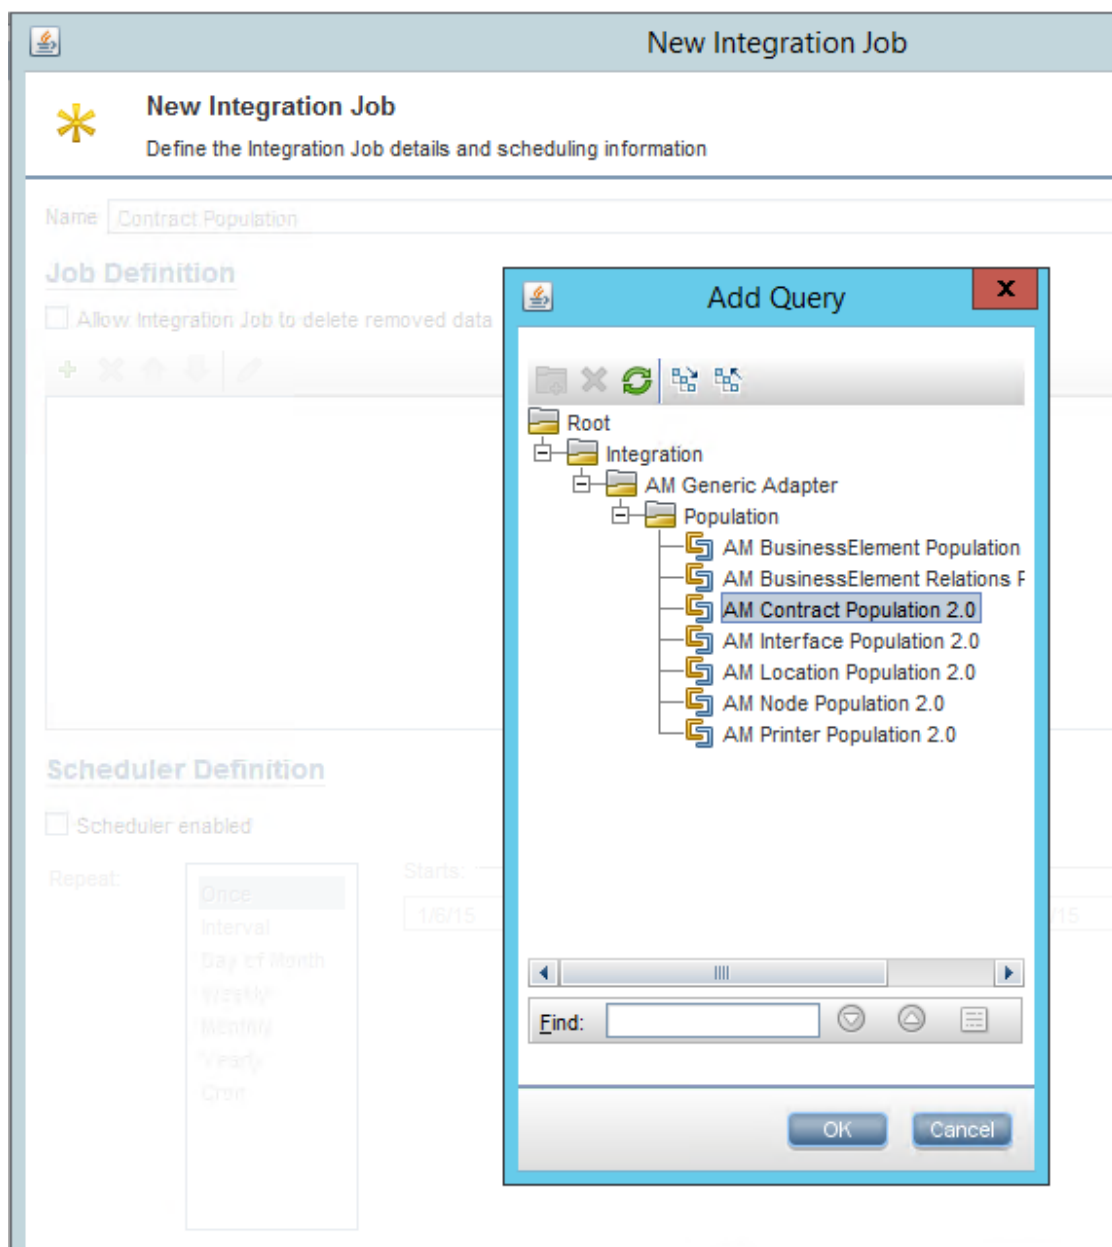 New Integration Job
New Integration Job
Define the Integration Job details and scheduling information
Name Contract Population
Job Definition
Allow Integration Job to delete removed data
Add Query
X
Root
Integration
AM Generic Adapter
Population
AM BusinessElement Population
AM BusinessElement Relations P
AM Contract Population 2.0
AM Interface Population 2.0
AM Location Population 2.0
AM Node Population 2.0
AM Printer Population 2.0
Scheduler Definition
Scheduler enabled
Repeat:
Once
Interval
Day of Month
Weekly
Monthly
Yearly
Cron
Starts:
1/6/15
/15
Find:
OK Cancel